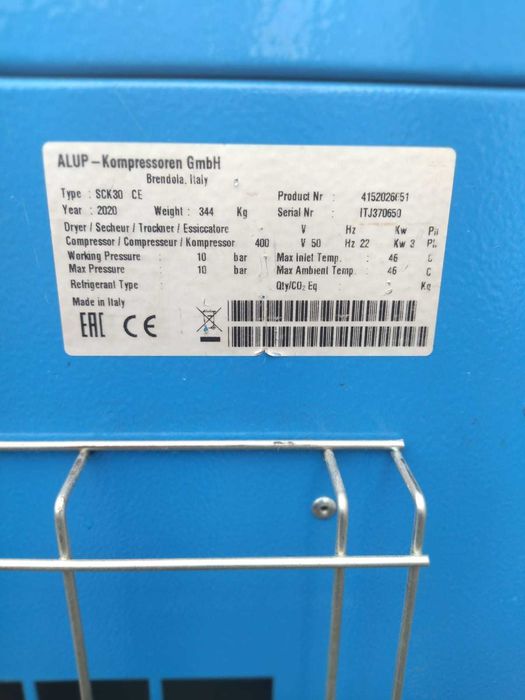 ALUP - Kompressoren GmbH
Brendola, Italy
Type : SCK30 CE Product Nr :
Year : 2020 Weight : 344 Kg Serial Nr : ITJ370650
Dryer / Secheur / Trockner / Essiccatore V Hz Kw Ph
Compressor / Compresseur / Kompressor 400 V 50 Hz 22 Kw 3 Ph
Working Pressure : 10 bar Max Inlet Temp. : 46 C
Max Pressure : 10 bar Max Ambient Temp. : 46 C
Refrigerant Type : Qty/CO₂ Eq : Kg
Made in Italy
EAC CE